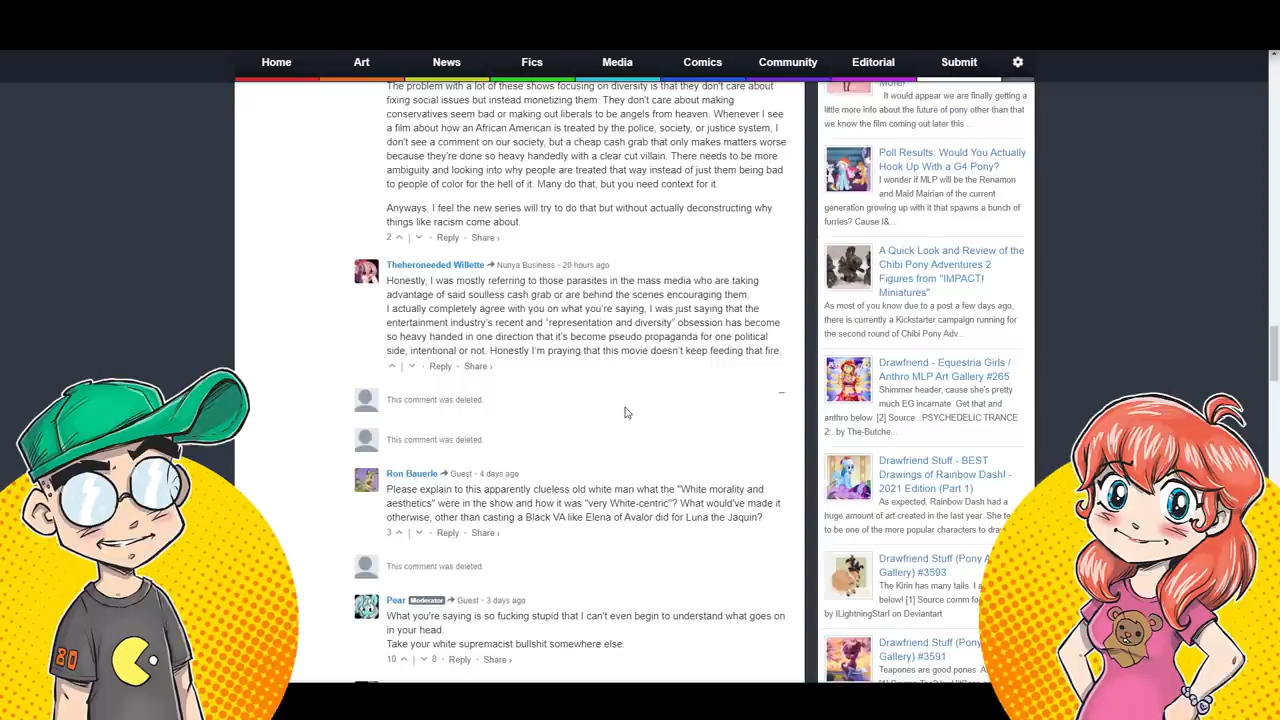 Home Art News Fics Media Comics Community Editorial Submit
The problem with a lot of these shows focusing on diversity is that they don't care about
fixing social issues but instead monetizing them. They don't care about making
conservatives seem bad or making out liberals to be angels from heaven. Whenever I see
a film about how an African American is treated by the police, society, or justice system, I
don't see a comment on our society, but a cheap cash grab that only makes matters worse
because they're done so heavy handedly with a clear cut villain. There needs to be more
ambiguity and looking into why people are treated that way instead of just them being bad
to people of color for the hell of it. Many do that, but you need context for it.
Anyways, I feel the new series will try to do that but without actually deconstructing why
things like racism come about.
2 | · Reply · Share ›
Theheroneeded Willette Nunya Business - 20 hours ago
Honestly, I was mostly referring to those parasites in the mass media who are taking
advantage of said soulless cash grab or are behind the scenes encouraging them.
I actually completely agree with you on what you're saying, I was just saying that the
entertainment industry's recent and "representation and diversity" obsession has become
so heavy handed in one direction that it's become pseudo propaganda for one political
side, intentional or not. Honestly I'm praying that this movie doesn't keep feeding that fire.
| · Reply · Share ›
This comment was deleted.
This comment was deleted.
Ron Bauerle Guest - 4 days ago
Please explain to this apparently clueless old white man what the "White morality and
aesthetics" were in the show and how it was "very White-centric"? What would've made it
otherwise, other than casting a Black VA like Elena of Avalor did for Luna the Jaquin?
3 | · Reply · Share ›
This comment was deleted.
Pear Moderator Guest - 3 days ago
What you're saying is so fucking stupid that I can't even begin to understand what goes on
in your head.
Take your white supremacist bullshit somewhere else.
10 | 8 · Reply · Share ›
It would appear we are finally getting a
little more info about the future of pony other than that
we know the film coming out later this ...
Poll Results: Would You Actually
Hook Up With a G4 Pony?
I wonder if MLP will be the Renamon
and Maid Mairian of the current
generation growing up with it that spawns a bunch of
furries? Cause I&...
A Quick Look and Review of the
Chibi Pony Adventures 2
Figures from "IMPACT!
Miniatures"
As most of you know due to a post a few days ago,
there is currently a Kickstarter campaign running for
the second round of Chibi Pony Adv...
Drawfriend - Equestria Girls /
Anthro MLP Art Gallery #265
Shimmer header, cause she's pretty
much EG incarnate. Get that and
anthro below. [2] Source .:PSYCHEDELIC TRANCE
2:. by The-Butche...
Drawfriend Stuff - BEST
Drawings of Rainbow Dash! -
2021 Edition (Part 1)
As expected, Rainbow Dash had a
huge amount of art created in the last year. She
to be one of the more popular characters to
Drawfriend Stuff (Pony
Gallery) #3593
The Kirin has many tails. I
below! [1] Source
by ILightningStarI on Deviantart
Drawfriend Stuff (Pony
Gallery) #3591
Teapones are good pones.
80